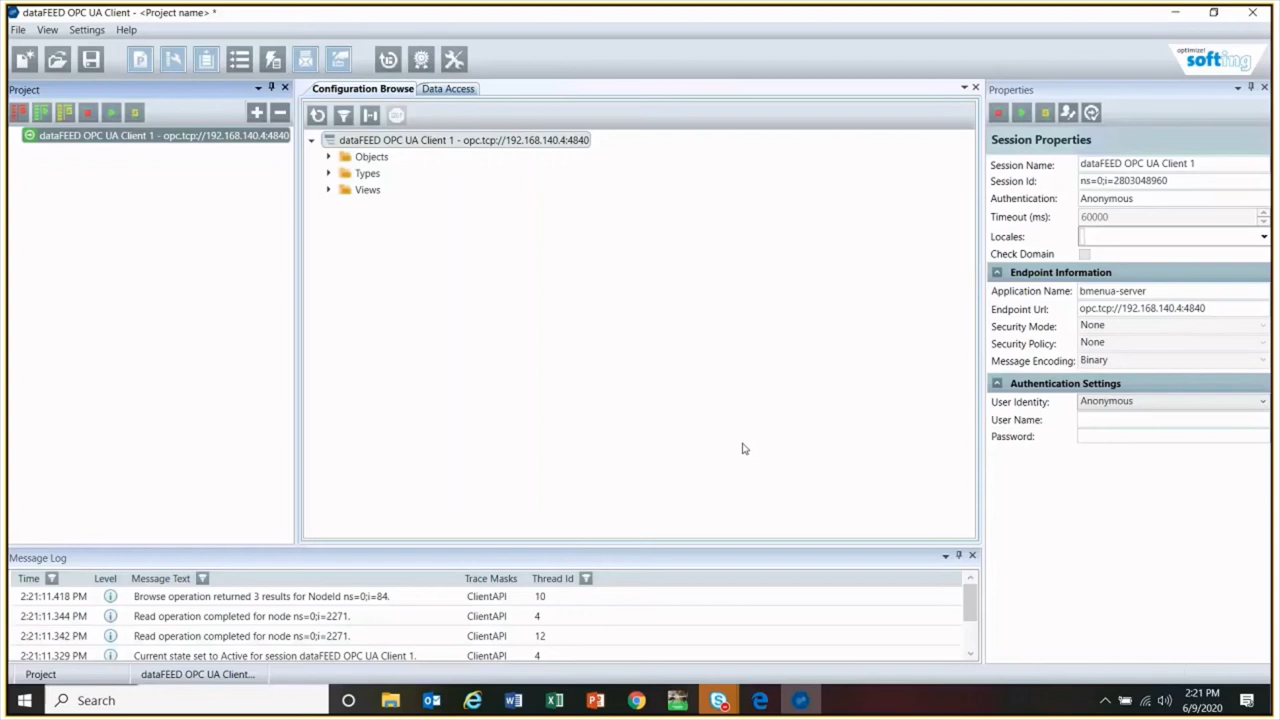 dataFEED OPC UA Client - <Project name> *
File View Settings Help
optimize!
softing
Project
Configuration Browse Data Access
Properties
dataFEED OPC UA Client 1 - opc.tcp://192.168.140.4:4840
dataFEED OPC UA Client 1 - opc.tcp://192.168.140.4:4840
Objects
Types
Views
Session Properties
Session Name: dataFEED OPC UA Client 1
Session Id: ns=0;i=2803048960
Authentication: Anonymous
Timeout (ms): 60000
Locales:
Check Domain
Endpoint Information
Application Name: bmenua-server
Endpoint Url: opc.tcp://192.168.140.4:4840
Security Mode: None
Security Policy: None
Message Encoding: Binary
Authentication Settings
User Identity: Anonymous
User Name:
Password:
Message Log
Time Level Message Text Trace Masks Thread Id
2:21:11.418 PM Browse operation returned 3 results for NodeId ns=0;i=84. ClientAPI 10
2:21:11.344 PM Read operation completed for node ns=0;i=2271. ClientAPI 4
2:21:11.342 PM Read operation completed for node ns=0;i=2271. ClientAPI 12
2:21:11.329 PM Current state set to Active for session dataFEED OPC UA Client 1. ClientAPI 4
Project dataFEED OPC UA Client...
Search
2:21 PM
6/9/2020